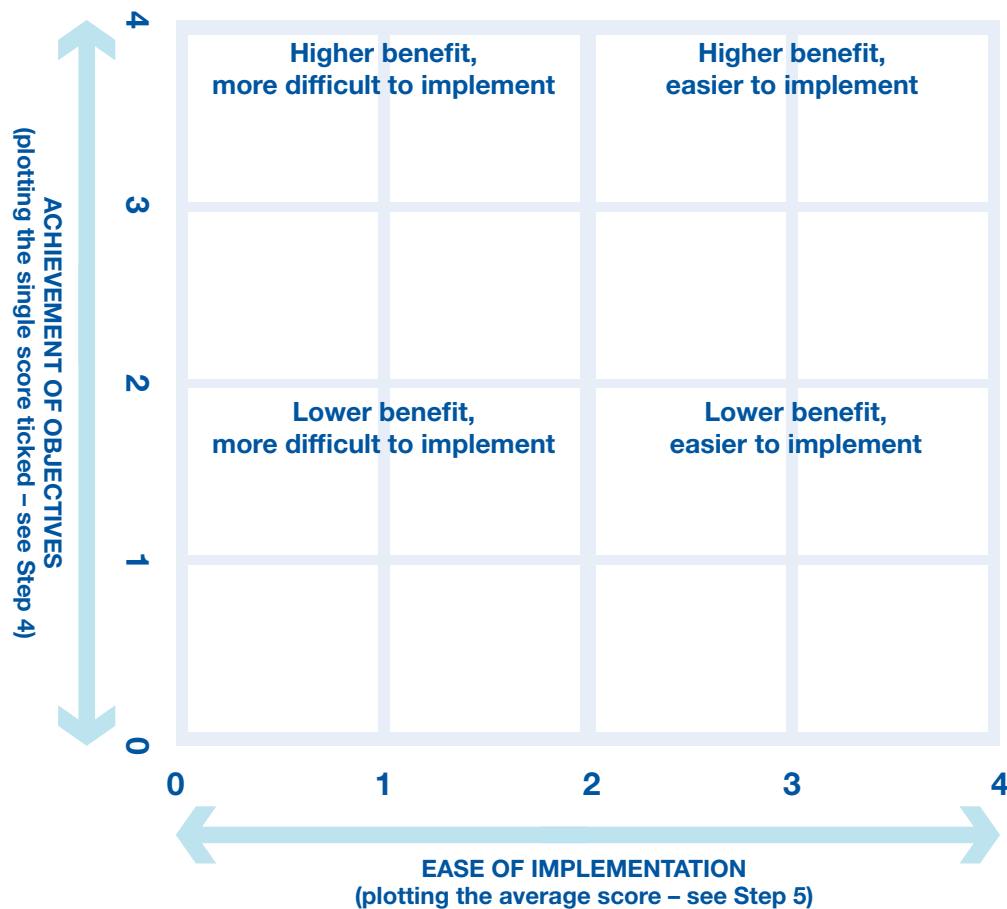 4
3
2
1
0
ACHIEVEMENT OF OBJECTIVES
(plotting the single score ticked – see Step 4)
Higher benefit,
more difficult to implement
Higher benefit,
easier to implement
Lower benefit,
more difficult to implement
Lower benefit,
easier to implement
0
1
2
3
4
EASE OF IMPLEMENTATION
(plotting the average score – see Step 5)